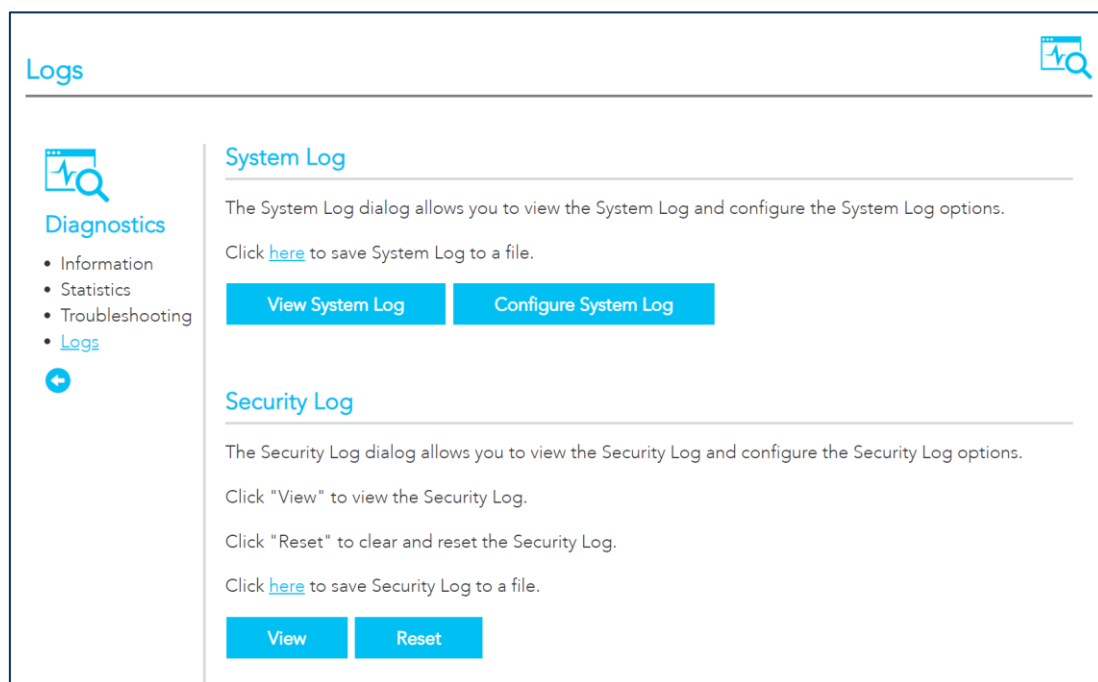 Logs
Diagnostics
• Information
• Statistics
• Troubleshooting
• Logs
System Log
The System Log dialog allows you to view the System Log and configure the System Log options.
Click here to save System Log to a file.
View System Log
Configure System Log
Security Log
The Security Log dialog allows you to view the Security Log and configure the Security Log options.
Click "View" to view the Security Log.
Click "Reset" to clear and reset the Security Log.
Click here to save Security Log to a file.
View
Reset